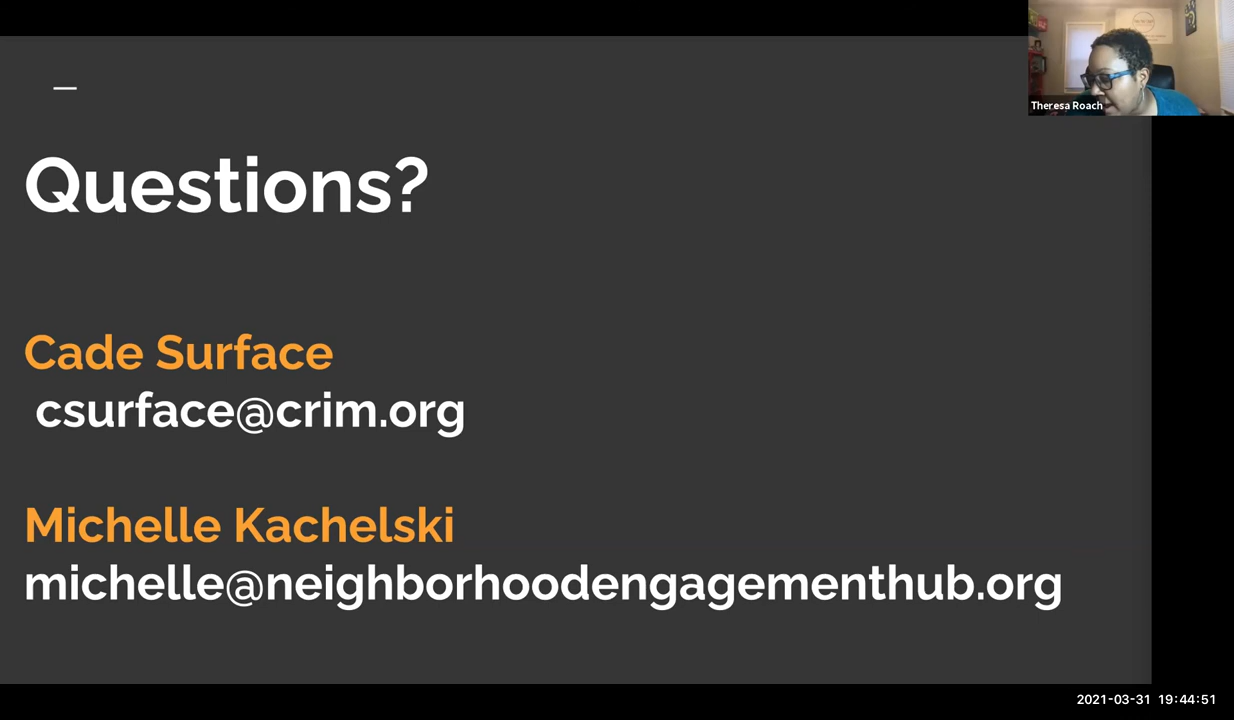 Theresa Roach
Questions?
Cade Surface
csurface@crim.org
Michelle Kachelski
michelle@neighborhoodengagementhub.org
2021-03-31 19:44:51